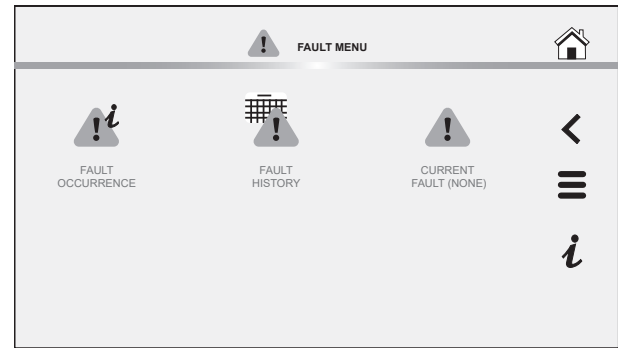 FAULT MENU
FAULT
OCCURRENCE
FAULT
HISTORY
CURRENT
FAULT (NONE)